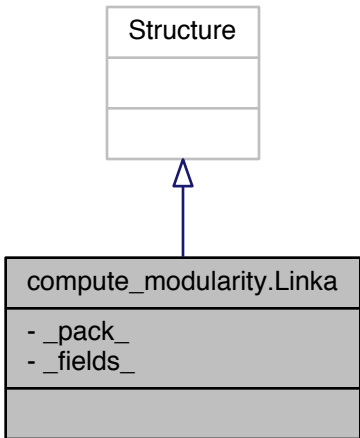 Structure
compute_modularity.Linka
- _pack_
- _fields_